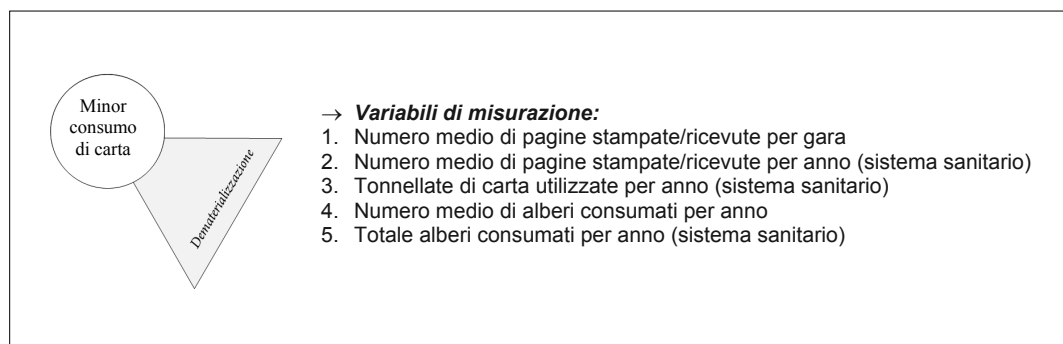 Minor
consumo
di carta
Dematerializzazione
→ Variabili di misurazione:
1. Numero medio di pagine stampate/ricevute per gara
2. Numero medio di pagine stampate/ricevute per anno (sistema sanitario)
3. Tonnellate di carta utilizzate per anno (sistema sanitario)
4. Numero medio di alberi consumati per anno
5. Totale alberi consumati per anno (sistema sanitario)